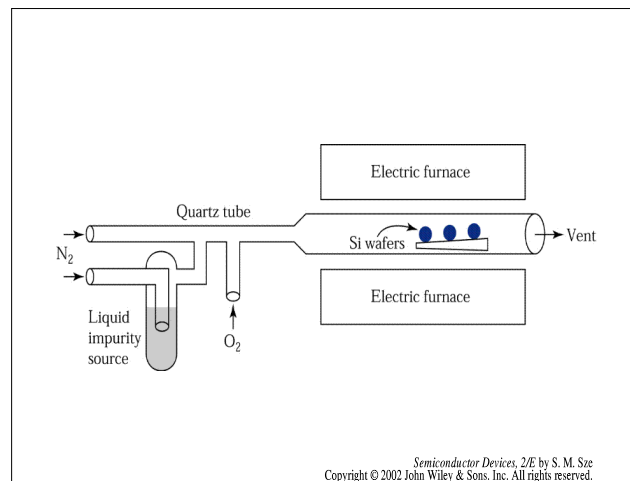 Electric furnace
Quartz tube
Si wafers
Vent
N₂
Electric furnace
Liquid
impurity
source
O₂
Semiconductor Devices, 2/E by S. M. Sze
Copyright © 2002 John Wiley & Sons. Inc. All rights reserved.